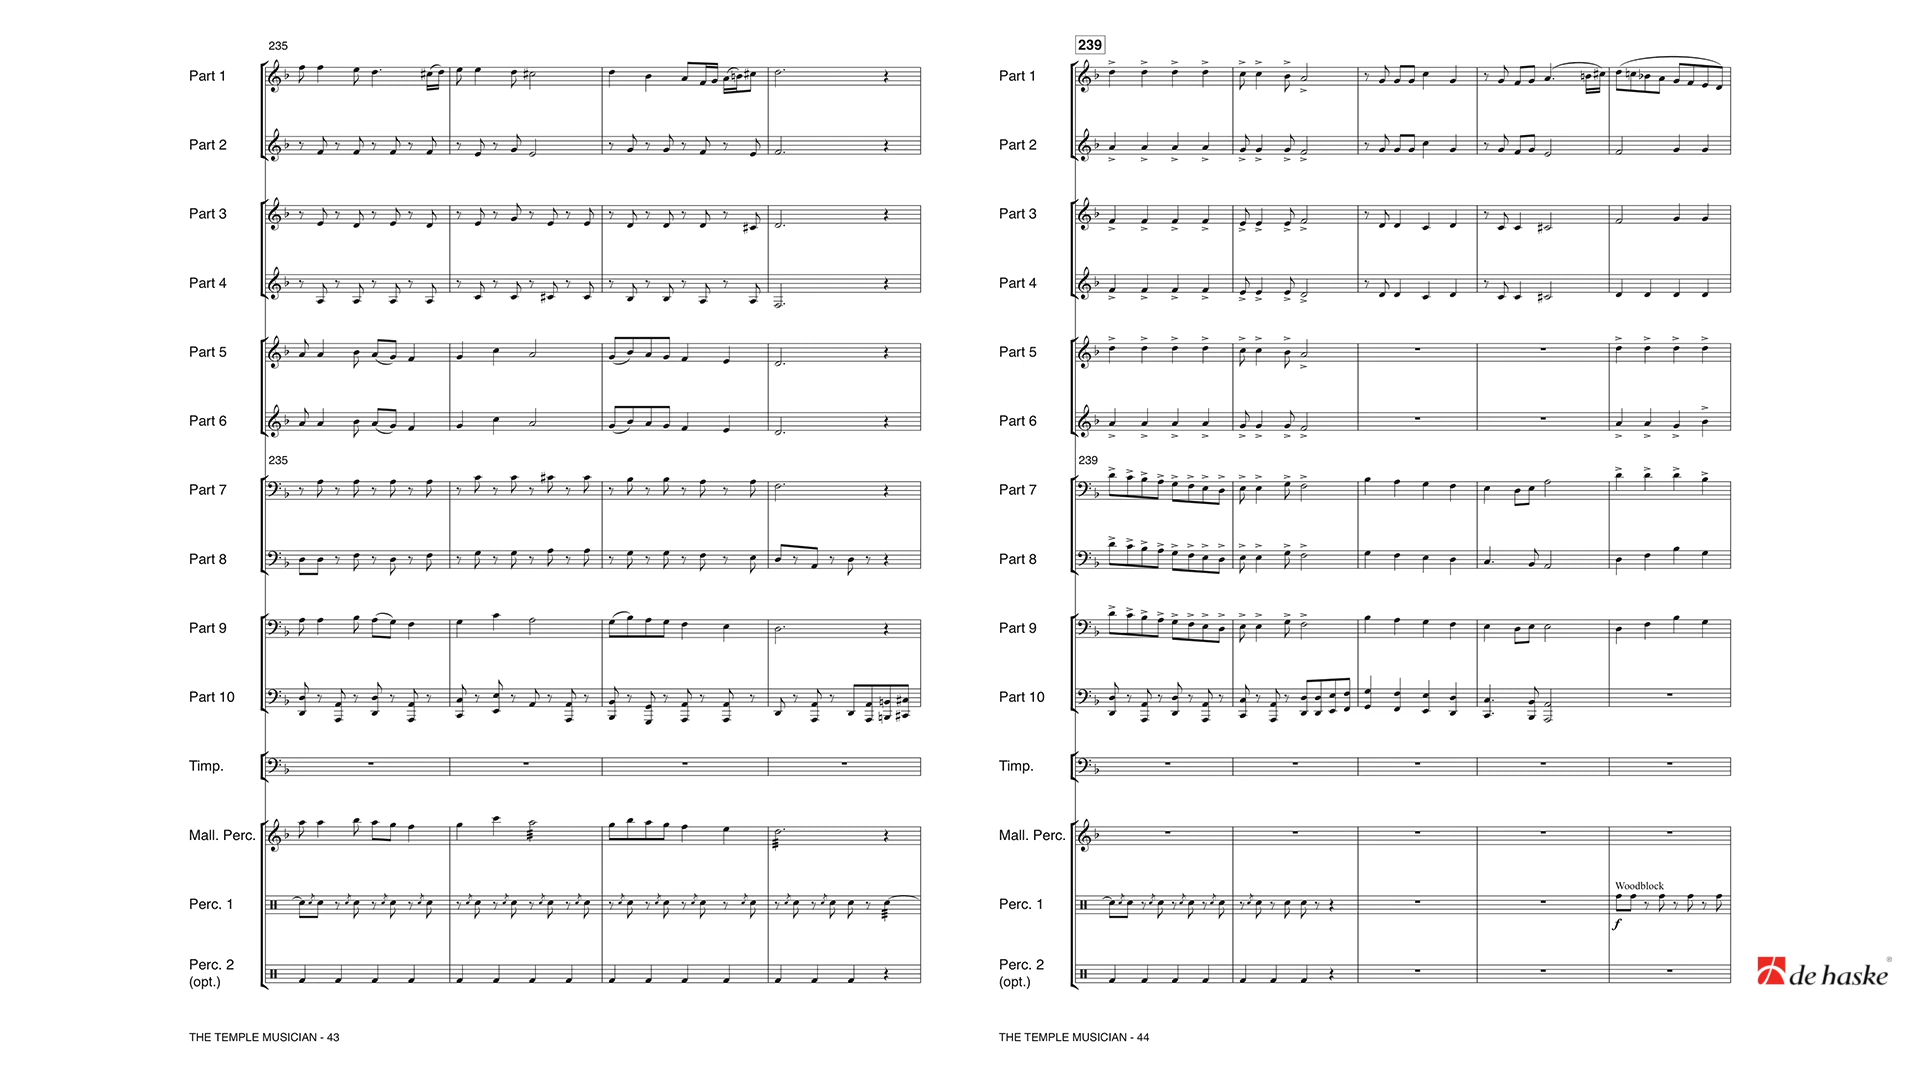 235
Part 1
Part 2
Part 3
Part 4
Part 5
Part 6
235
Part 7
Part 8
Part 9
Part 10
Timp.
Mall. Perc.
Perc. 1
Perc. 2
(opt.)
THE TEMPLE MUSICIAN - 43
239
Part 1
Part 2
Part 3
Part 4
Part 5
Part 6
239
Part 7
Part 8
Part 9
Part 10
Timp.
Mall. Perc.
Woodblock
Perc. 1
f
Perc. 2
(opt.)
THE TEMPLE MUSICIAN - 44
de haske®